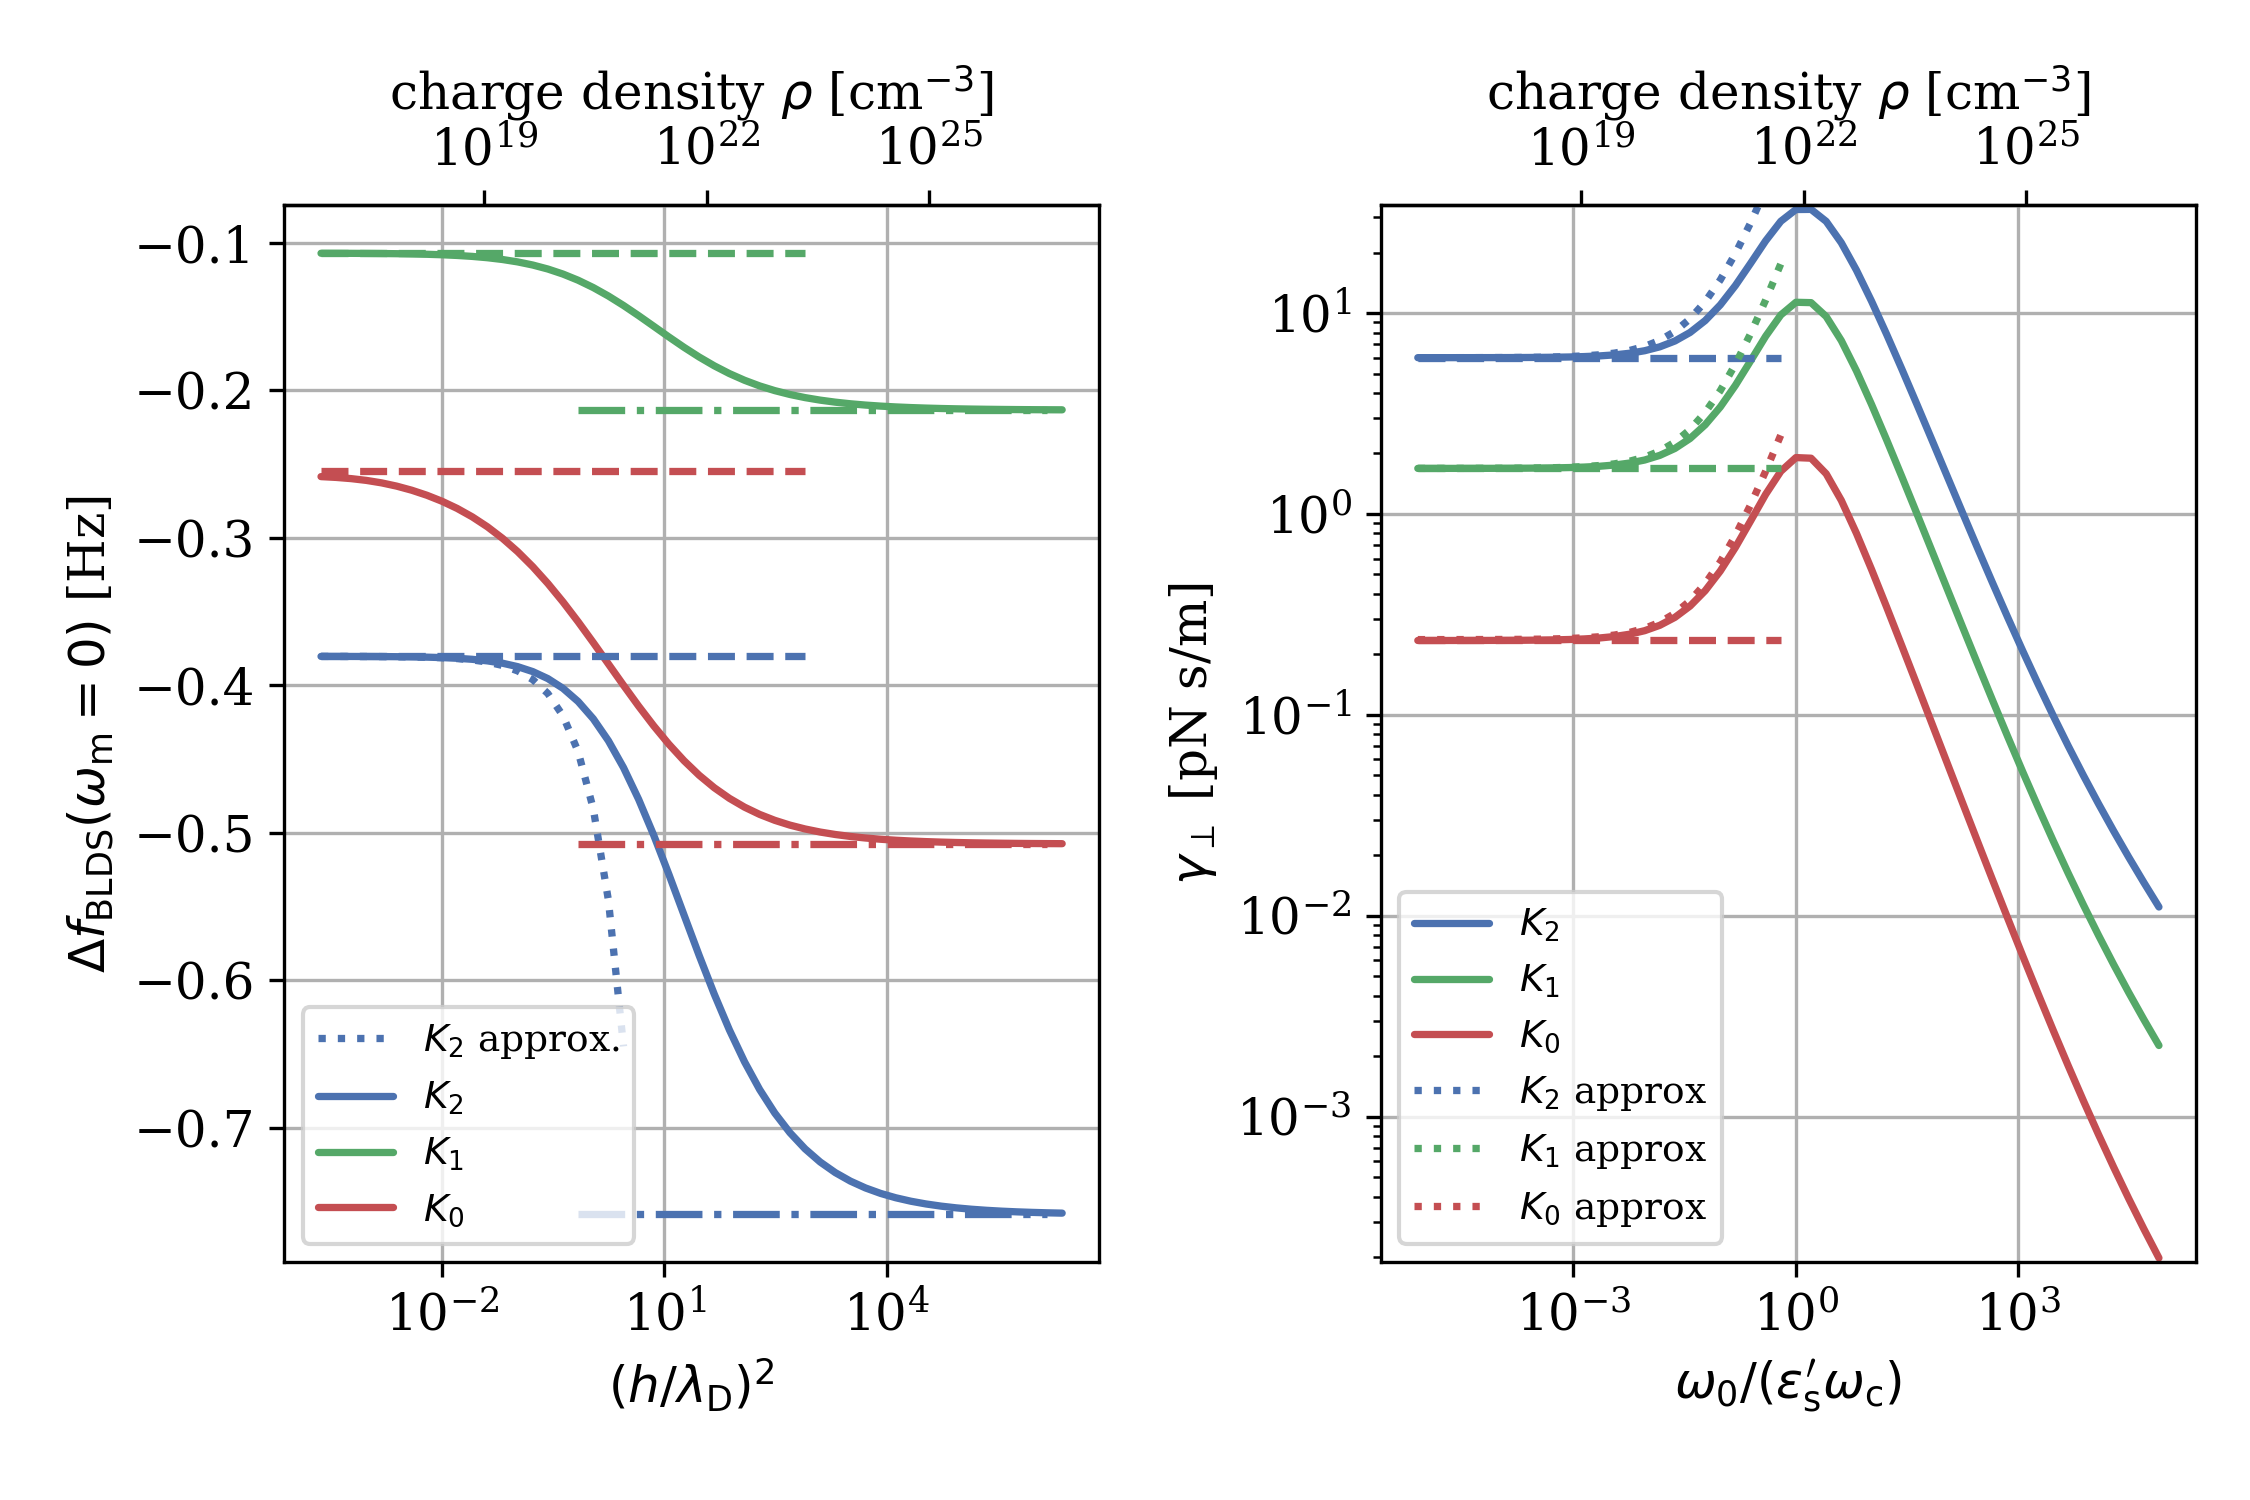 charge density ρ [cm⁻³]
10¹⁹ 10²² 10²⁵
−0.1
−0.2
−0.3
−0.4
−0.5
−0.6
−0.7
Δf_BLDS(ω_m = 0) [Hz]
K₂ approx.
K₂
K₁
K₀
10⁻² 10¹ 10⁴
(h/λ_D)²
charge density ρ [cm⁻³]
10¹⁹ 10²² 10²⁵
10¹
10⁰
10⁻¹
10⁻²
10⁻³
γ_⊥ [pN s/m]
K₂
K₁
K₀
K₂ approx
K₁ approx
K₀ approx
10⁻³ 10⁰ 10³
ω₀/(ε′_s ω_c)